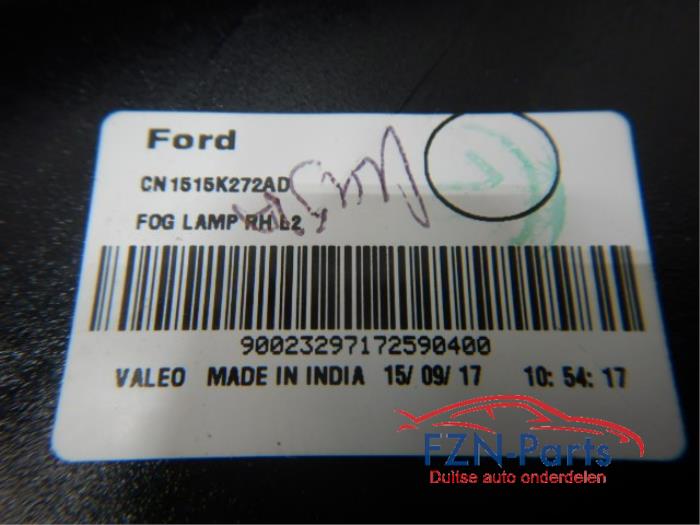 Ford
CN1515K272AD
FOG LAMP RH L2
90023297172590400
VALEO MADE IN INDIA 15/ 09/ 17 10: 54: 17
FZN-Parts
Duitse auto onderdelen